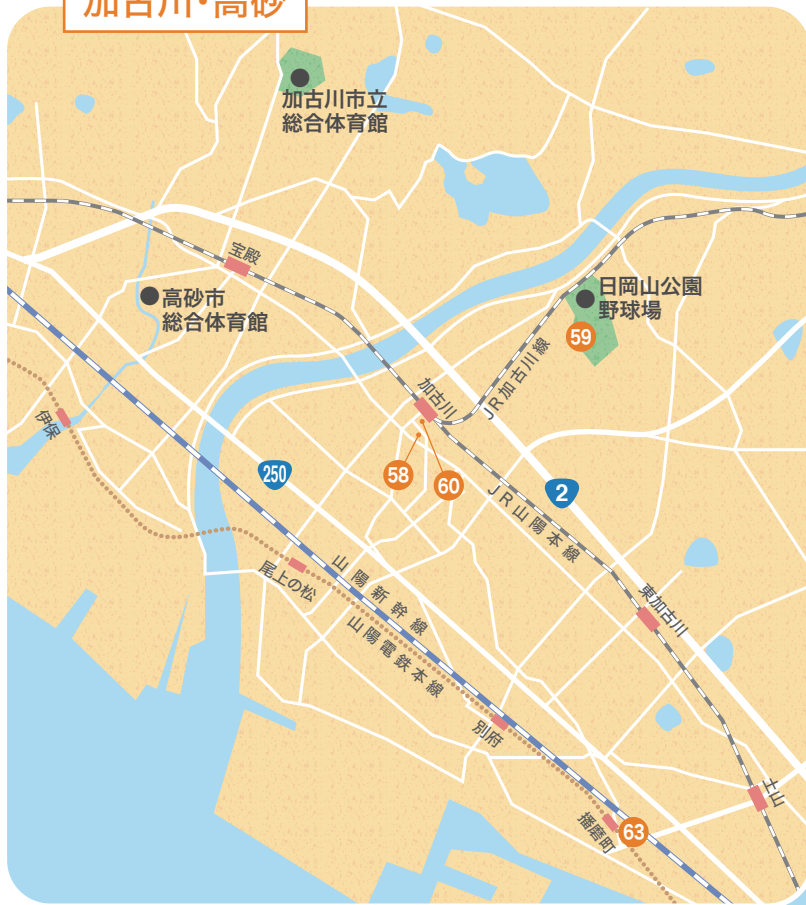 加古川・高砂
加古川市立
総合体育館
宝殿
高砂市
総合体育館
日岡山公園
野球場
59
JR加古川線
加古川
伊保
250
58
60
2
JR山陽本線
尾上の松
山陽新幹線
山陽電鉄本線
東加古川
別府
土山
播磨町
63